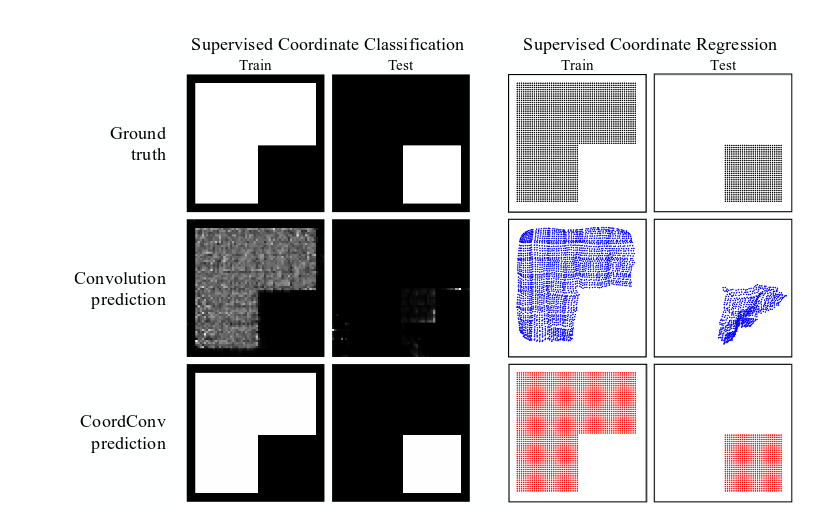 Supervised Coordinate Classification
Train
Test
Supervised Coordinate Regression
Train
Test
Ground
truth
Convolution
prediction
CoordConv
prediction